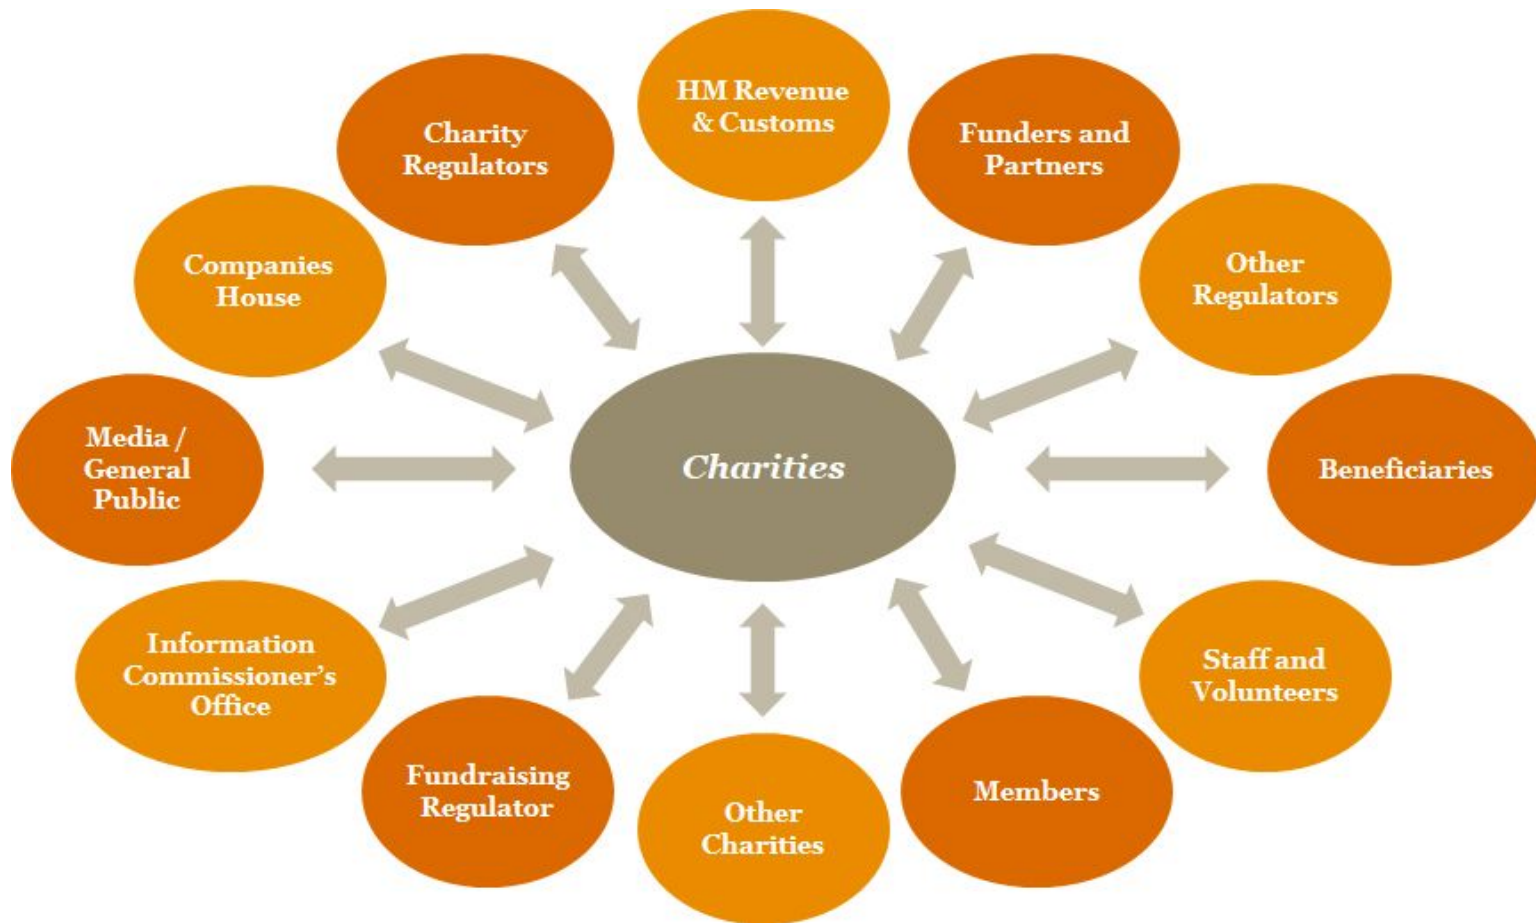 HM Revenue
& Customs
Charity
Regulators
Funders and
Partners
Companies
House
Other
Regulators
Media /
General
Public
Charities
Beneficiaries
Information
Commissioner’s
Office
Staff and
Volunteers
Fundraising
Regulator
Other
Charities
Members